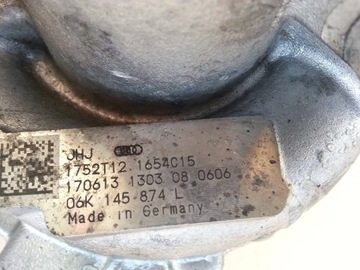 JHJ
1752T12.1654C15
170613 1303 08 0606
06K 145 874 L
Made in Germany